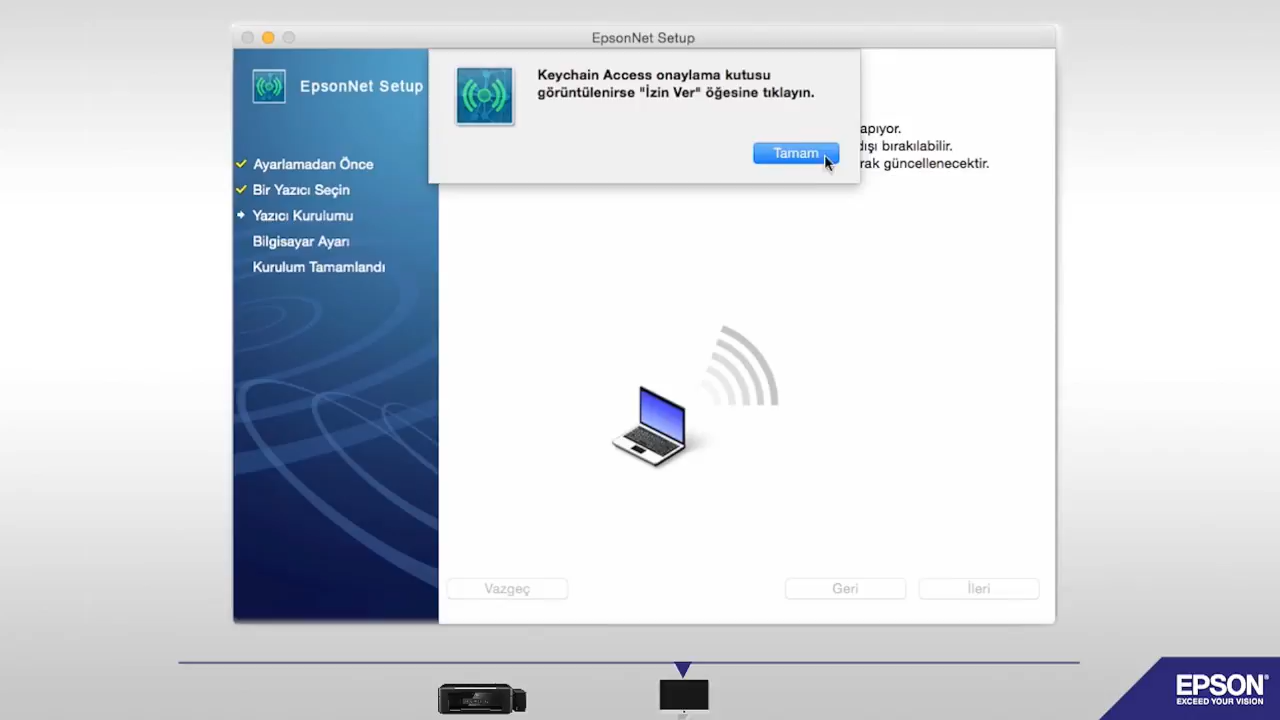 EpsonNet Setup
EpsonNet Setup
Keychain Access onaylama kutusu
görüntülenirse "İzin Ver" öğesine tıklayın.
Tamam
apıyor.
dışı bırakılabilir.
rak güncellenecektir.
Ayarlamadan Önce
Bir Yazıcı Seçin
Yazıcı Kurulumu
Bilgisayar Ayarı
Kurulum Tamamlandı
Vazgeç
Geri
İleri
EPSON®
EXCEED YOUR VISION